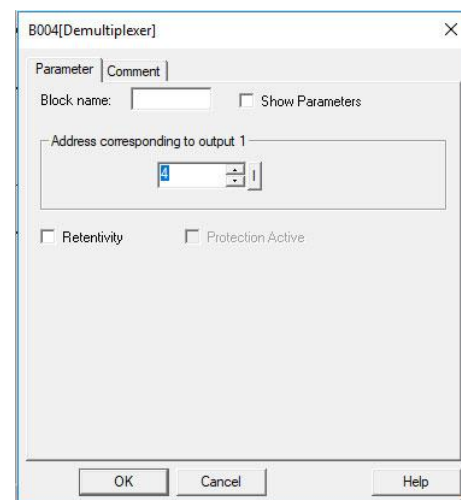 B004[Demultiplexer]
Parameter Comment
Block name: Show Parameters
Address corresponding to output 1
4 I
Retentivity Protection Active
OK Cancel Help